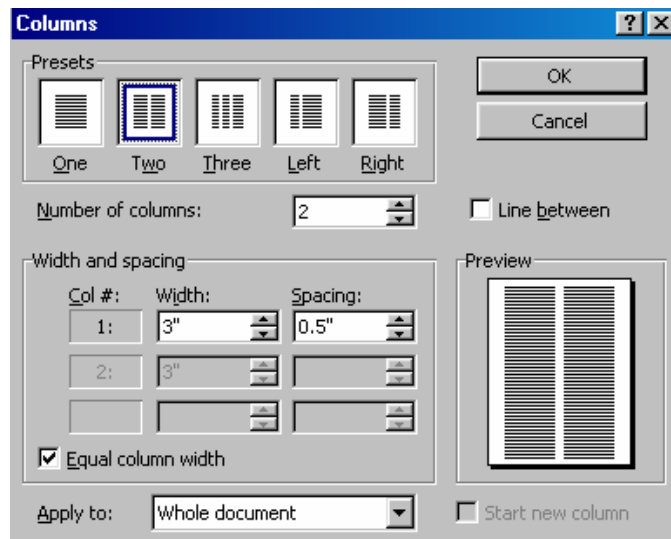 Columns
Presets
One Two Three Left Right
OK
Cancel
Number of columns: 2
Line between
Width and spacing
Col #: Width: Spacing:
1: 3" 0.5"
2: 3"
Equal column width
Preview
Apply to: Whole document
Start new column